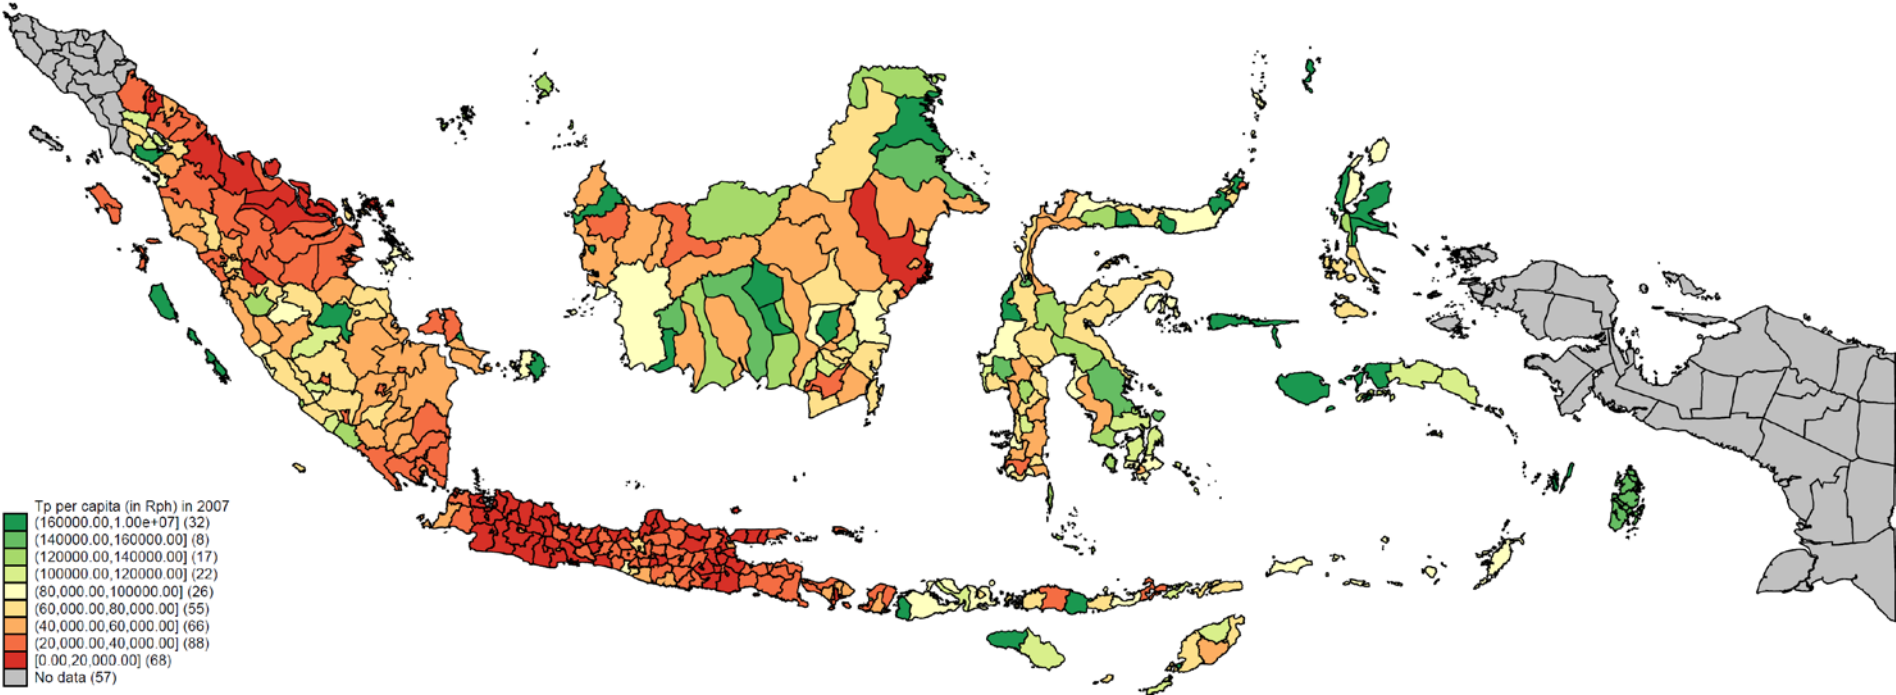 Tp per capita (in Rph) in 2007
(160000.00,1.00e+07] (32)
(140000.00,160000.00] (8)
(120000.00,140000.00] (17)
(100000.00,120000.00] (22)
(80,000.00,100000.00] (26)
(60,000.00,80,000.00] (55)
(40,000.00,60,000.00] (66)
(20,000.00,40,000.00] (88)
[0.00,20,000.00] (68)
No data (57)